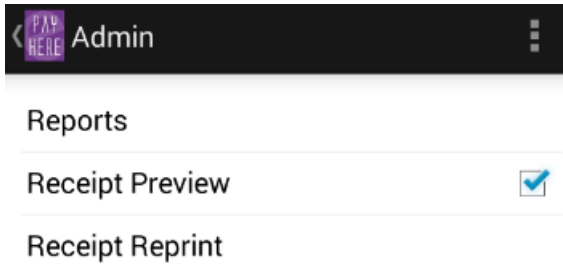 PAY
HERE
Admin
Reports
Receipt Preview
Receipt Reprint